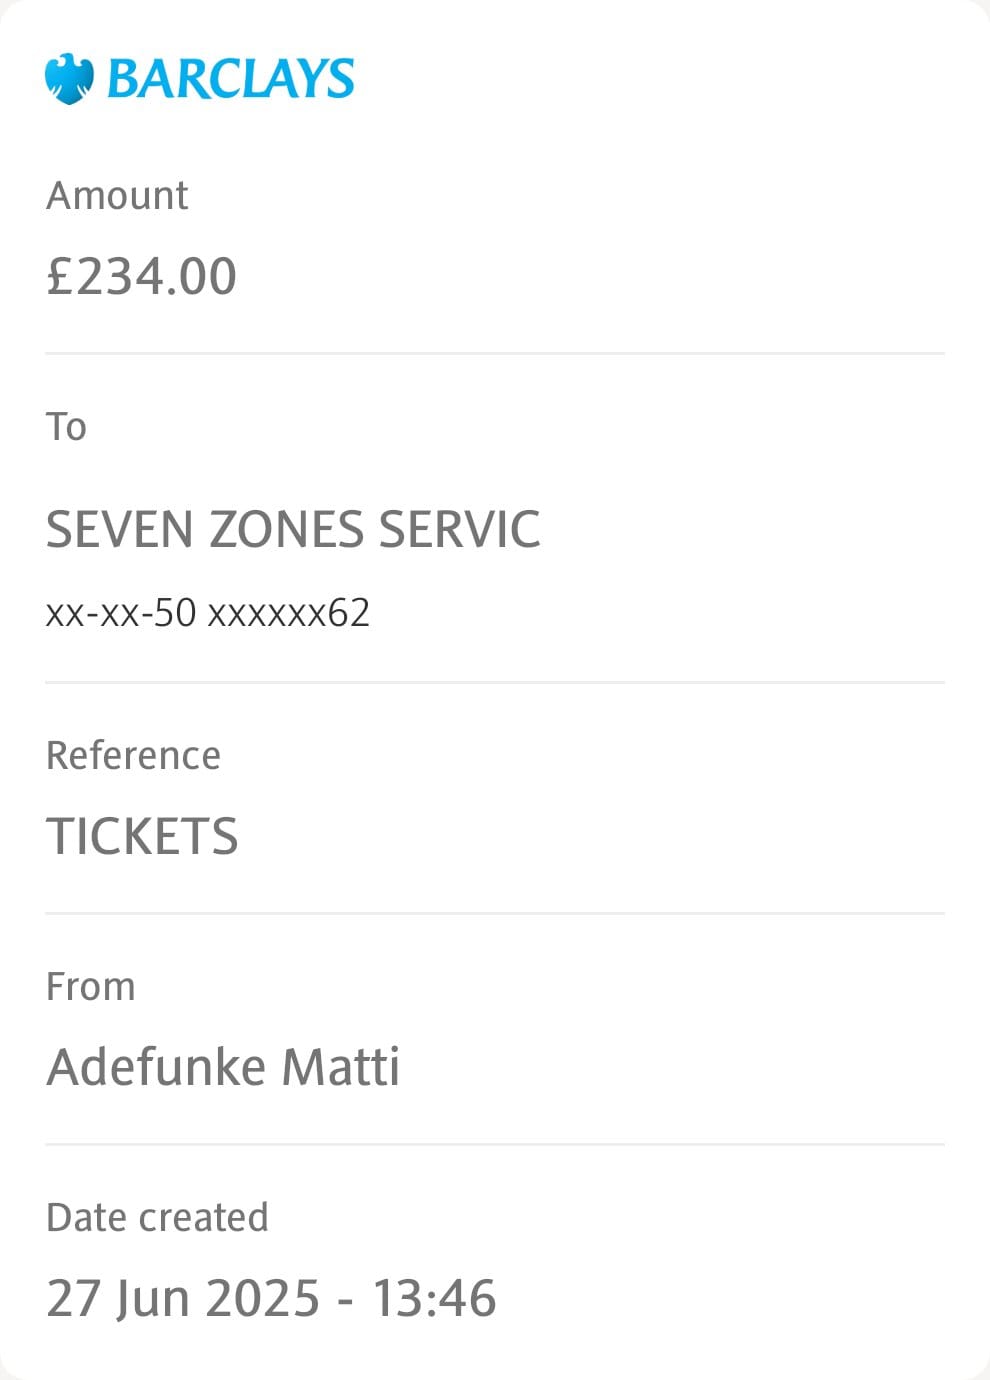 BARCLAYS
Amount
£234.00
To
SEVEN ZONES SERVIC
xx-xx-50 xxxxxx62
Reference
TICKETS
From
Adefunke Matti
Date created
27 Jun 2025 - 13:46